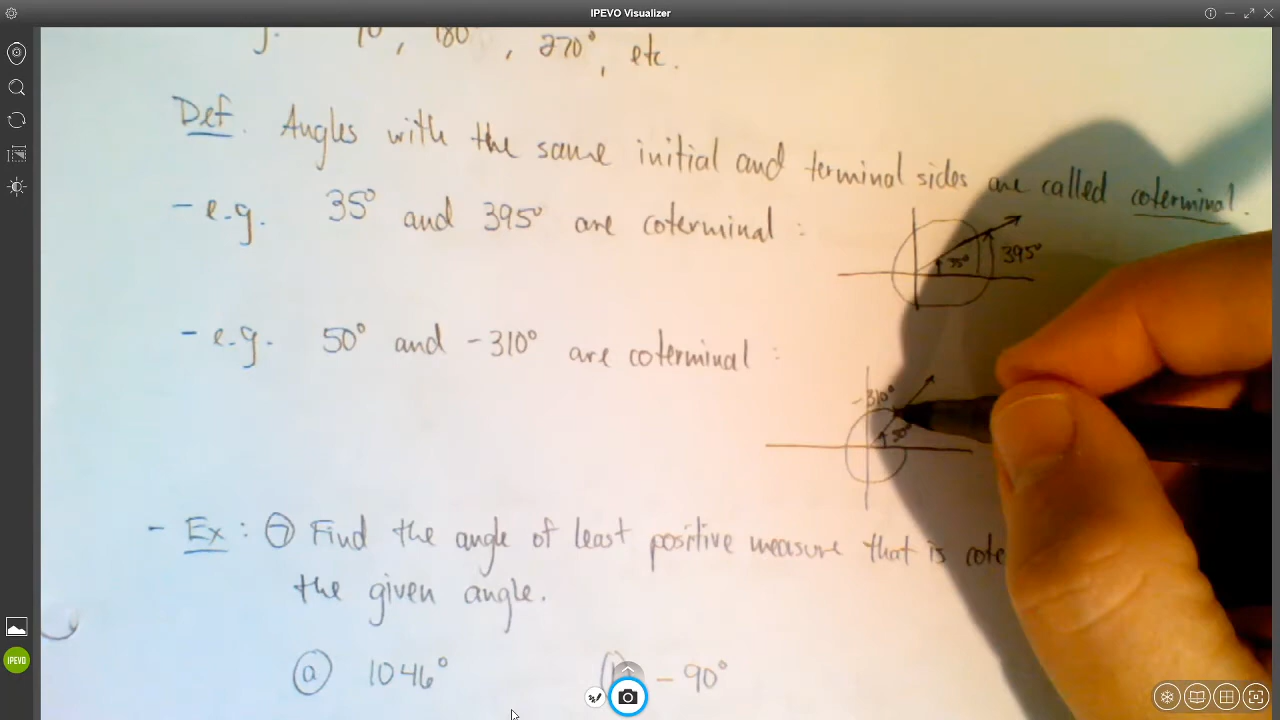 IPEVO Visualizer
180° , 270° , etc.
Def. Angles with the same initial and terminal sides are called coterminal.
- e.g. 35° and 395° are coterminal :
35° 395°
- e.g. 50° and -310° are coterminal :
-310°
50°
- Ex: 7 Find the angle of least positive measure that is cote
the given angle.
a 1046° - 90°
IPEVO